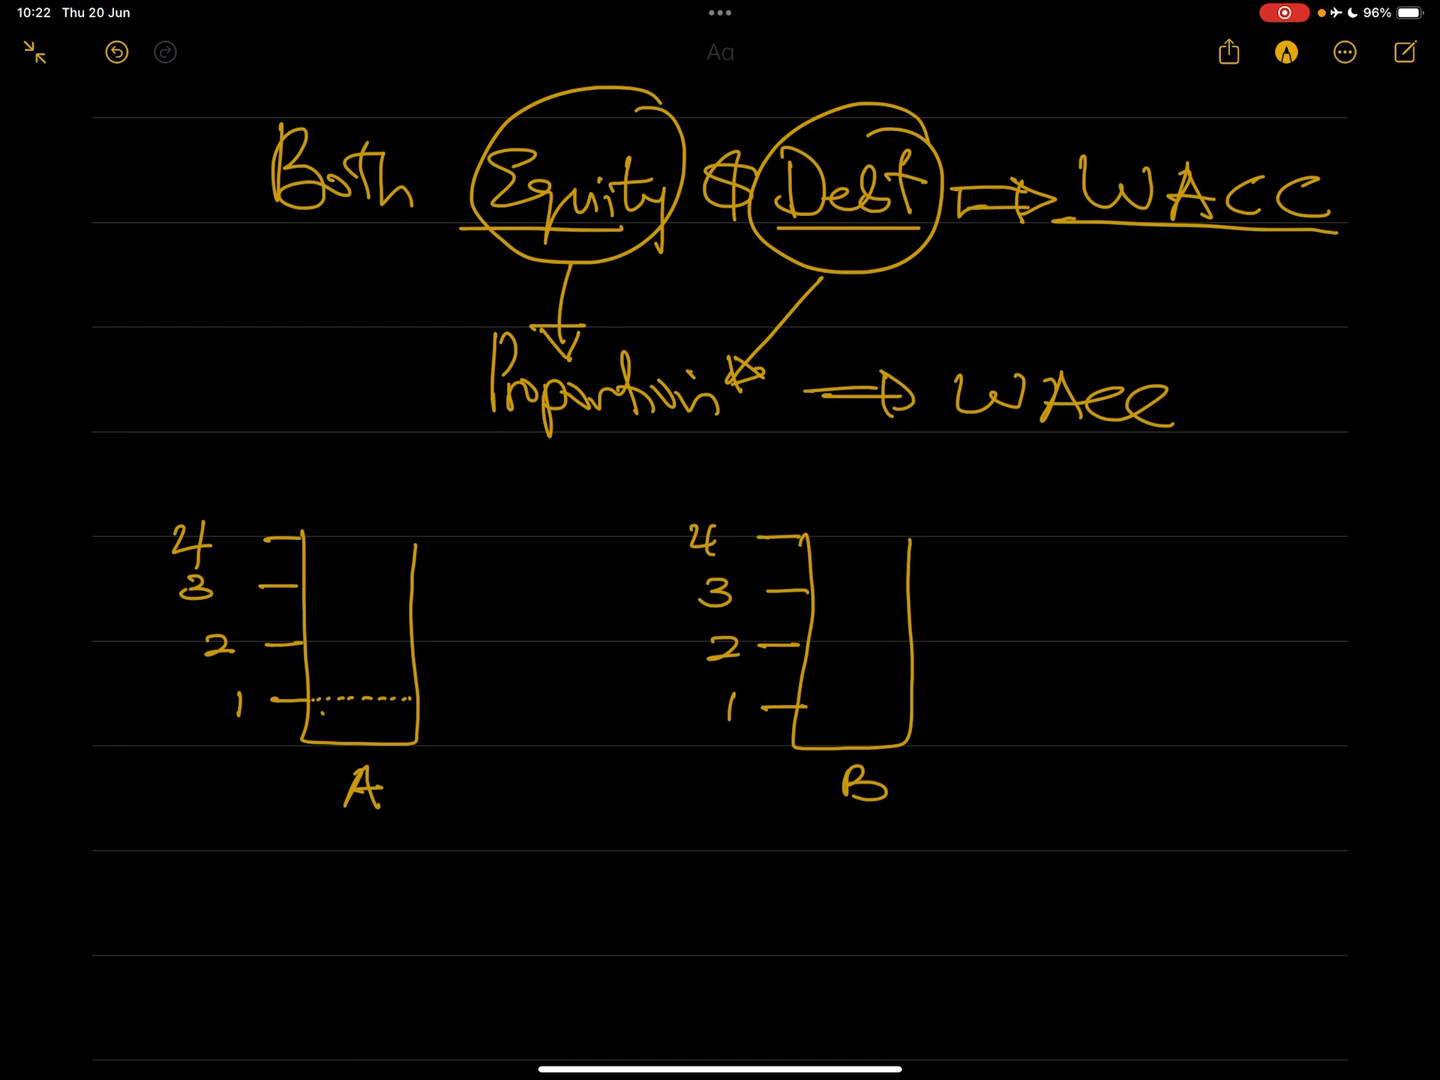 10:22 Thu 20 Jun 96%
Aa
Both Equity & Debt ⇒ WACC
Proportion ⇒ WACC
4 4
3 3
2 2
1 1
A B